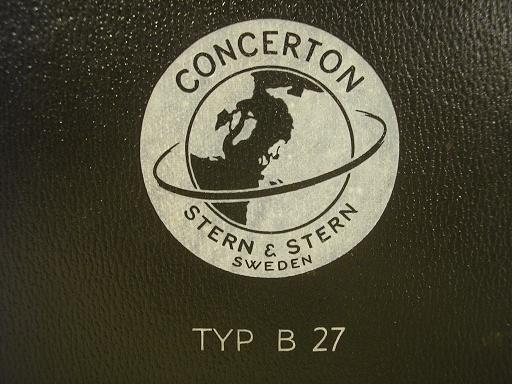 CONCERTON
STERN & STERN
SWEDEN
TYP B 27